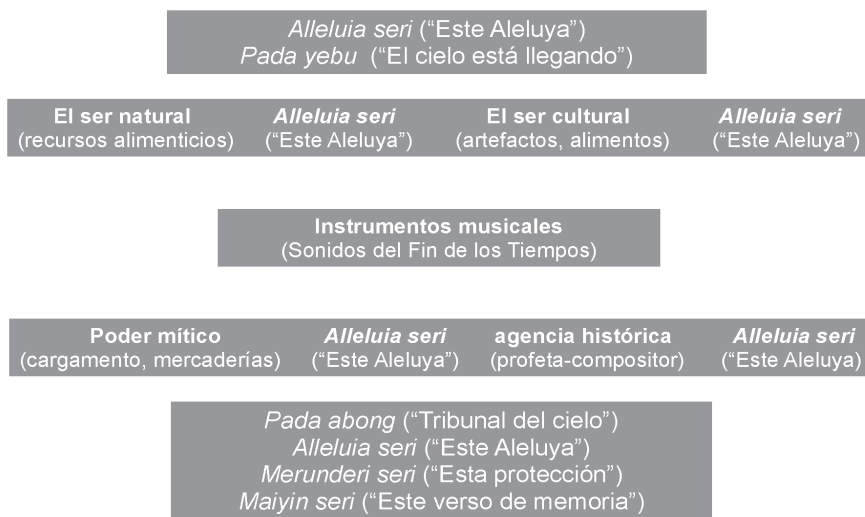 Alleluia seri (“Este Aleluya”)
Pada yebu (“El cielo está llegando”)
El ser natural Alleluia seri El ser cultural Alleluia seri
(recursos alimenticios) (“Este Aleluya”) (artefactos, alimentos) (“Este Aleluya”)
Instrumentos musicales
(Sonidos del Fin de los Tiempos)
Poder mítico Alleluia seri agencia histórica Alleluia seri
(cargamento, mercaderías) (“Este Aleluya”) (profeta-compositor) (“Este Aleluya)
Pada abong (“Tribunal del cielo”)
Alleluia seri (“Este Aleluya”)
Merunderi seri (“Esta protección”)
Maiyin seri (“Este verso de memoria”)